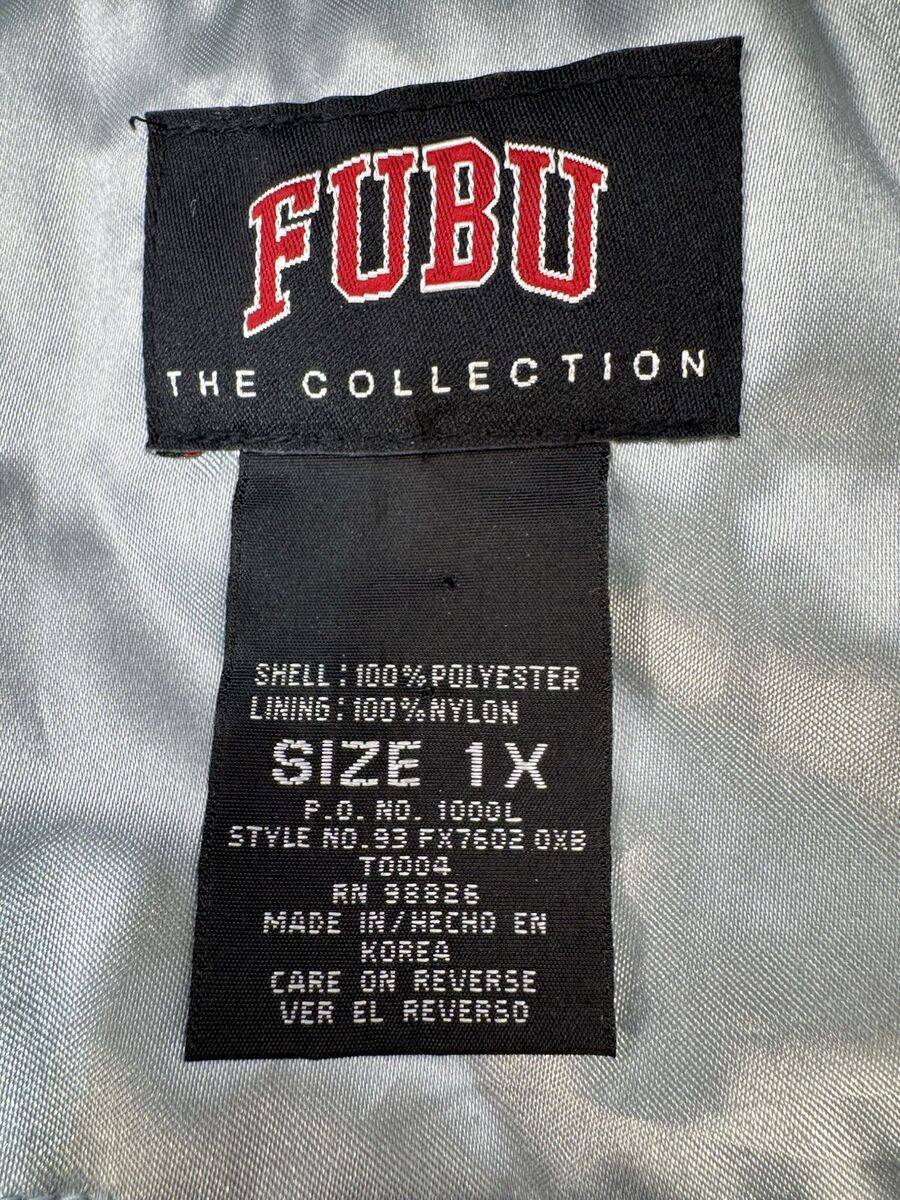 FUBU
THE COLLECTION
SHELL : 100% POLYESTER
LINING : 100% NYLON
SIZE 1X
P.O. NO. 1000L
STYLE NO. 93 FX7602 OXB
T0004
RN 98826
MADE IN/HECHO EN
KOREA
CARE ON REVERSE
VER EL REVERSO